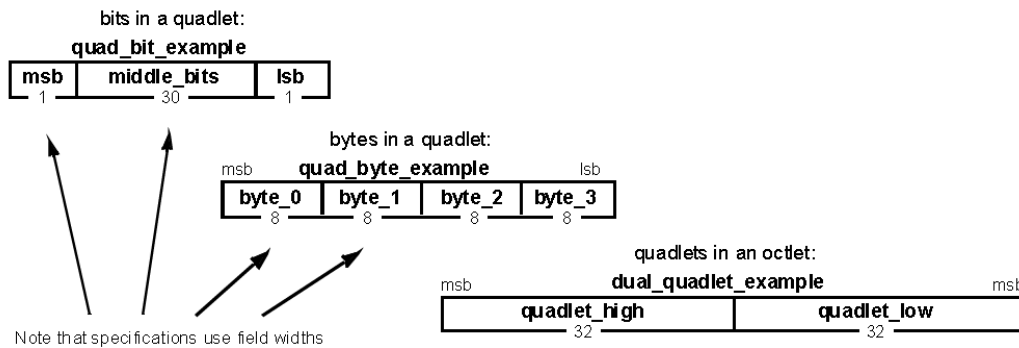 bits in a quadlet:
quad_bit_example
msb middle_bits lsb
1 30 1
bytes in a quadlet:
msb quad_byte_example lsb
byte_0 byte_1 byte_2 byte_3
8 8 8 8
quadlets in an octlet:
msb dual_quadlet_example msb
quadlet_high quadlet_low
32 32
Note that specifications use field widths